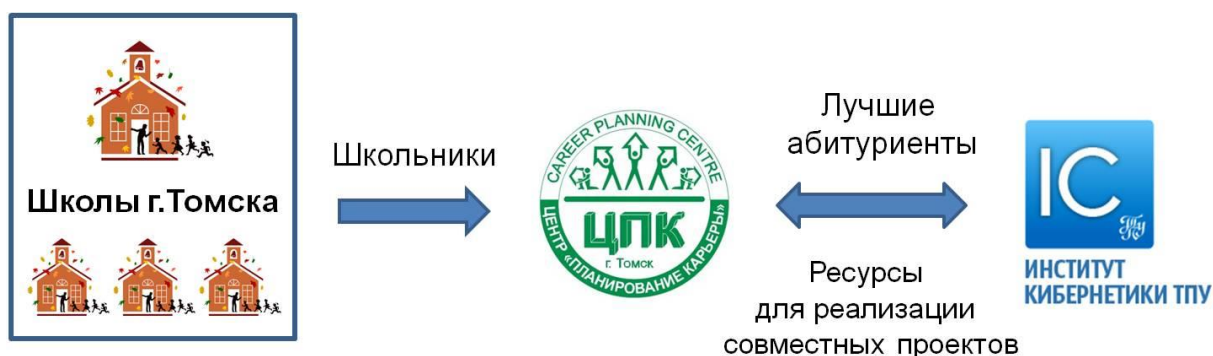 Школы г.Томска
Школьники
CAREER PLANNING CENTRE
ЦПК
г. Томск
ЦЕНТР «ПЛАНИРОВАНИЕ КАРЬЕРЫ»
Лучшие
абитуриенты
Ресурсы
для реализации
совместных проектов
IC
ТПУ
ИНСТИТУТ
КИБЕРНЕТИКИ ТПУ